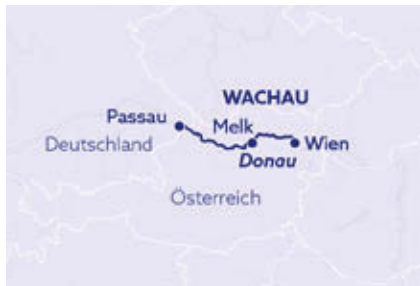 WACHAU
Passau
Melk
Deutschland
Wien
Donau
Österreich